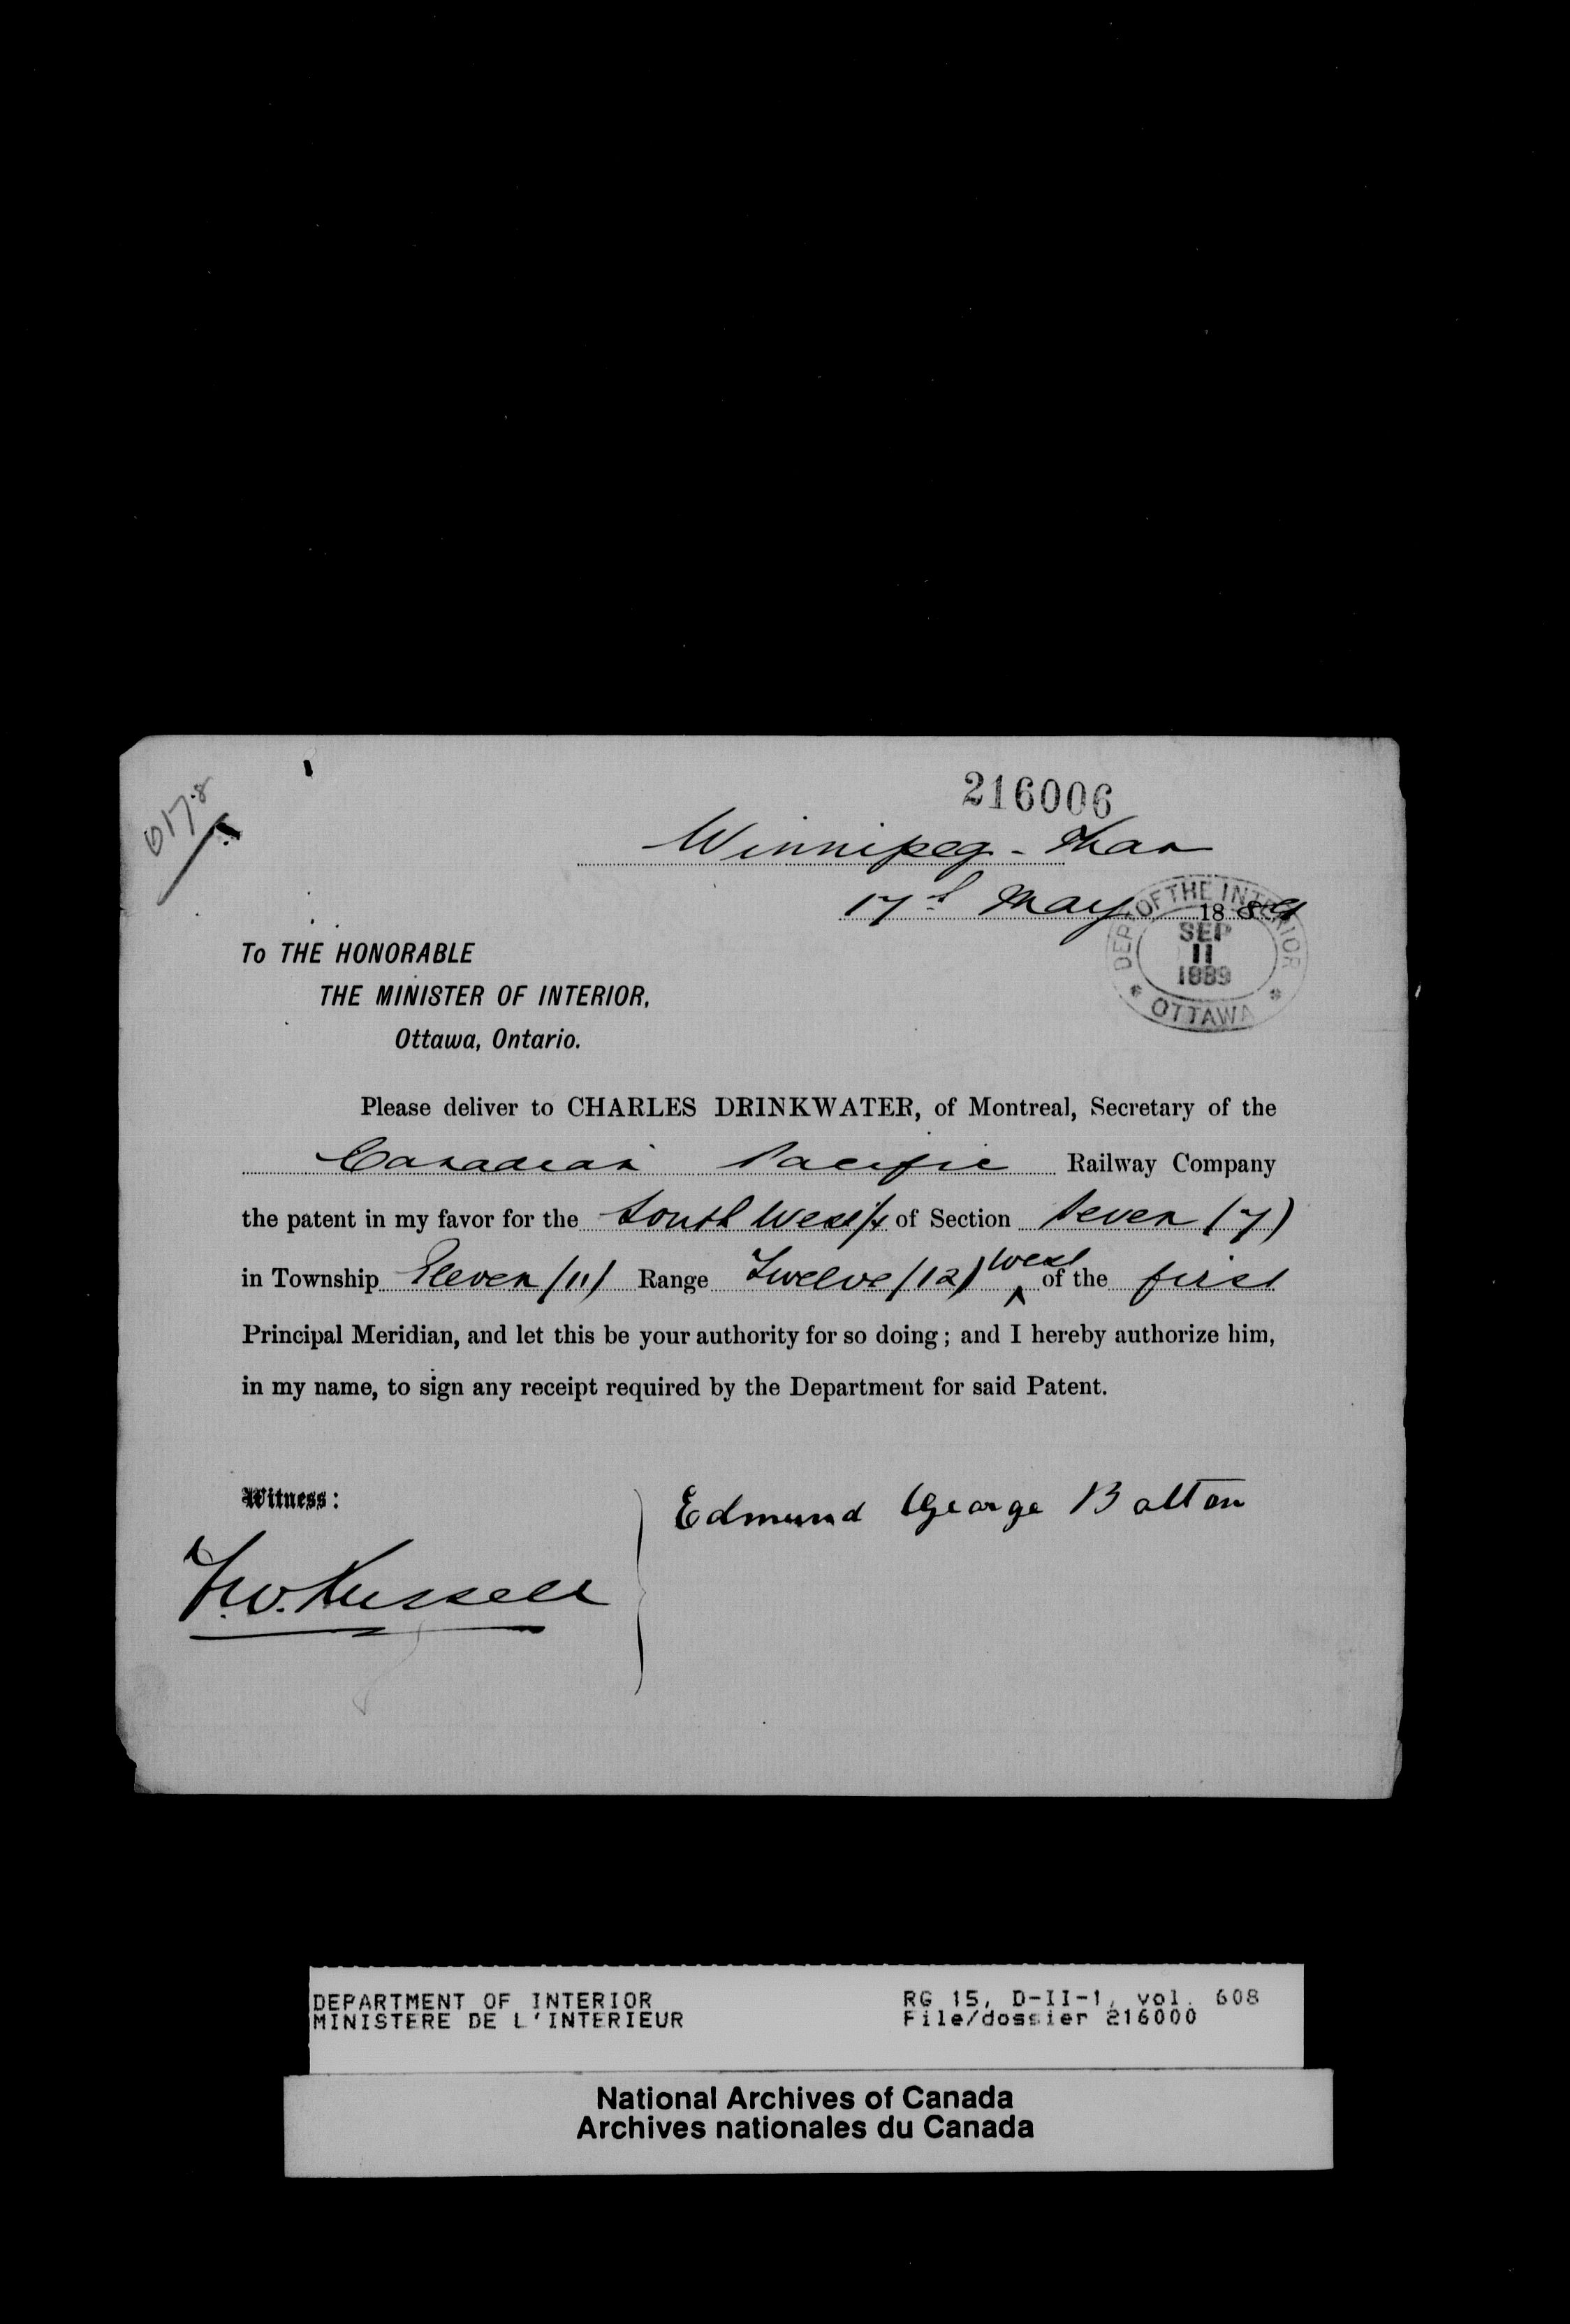 6178
216006
Winnipeg - Man
17th May 1889
DEPT OF THE INTERIOR
SEP
11
1889
* OTTAWA *
To THE HONORABLE
THE MINISTER OF INTERIOR,
Ottawa, Ontario.
Please deliver to CHARLES DRINKWATER, of Montreal, Secretary of the
Canadian Pacific Railway Company
the patent in my favor for the South West 1/4 of Section Seven (7)
in Township Eleven (11) Range Twelve (12) West of the first
Principal Meridian, and let this be your authority for so doing; and I hereby authorize him,
in my name, to sign any receipt required by the Department for said Patent.
Witness:
Edmund George Bolton
F.W. Russell
DEPARTMENT OF INTERIOR RG 15, D-II-1, vol. 608
MINISTERE DE L'INTERIEUR File/dossier 216000
National Archives of Canada
Archives nationales du Canada